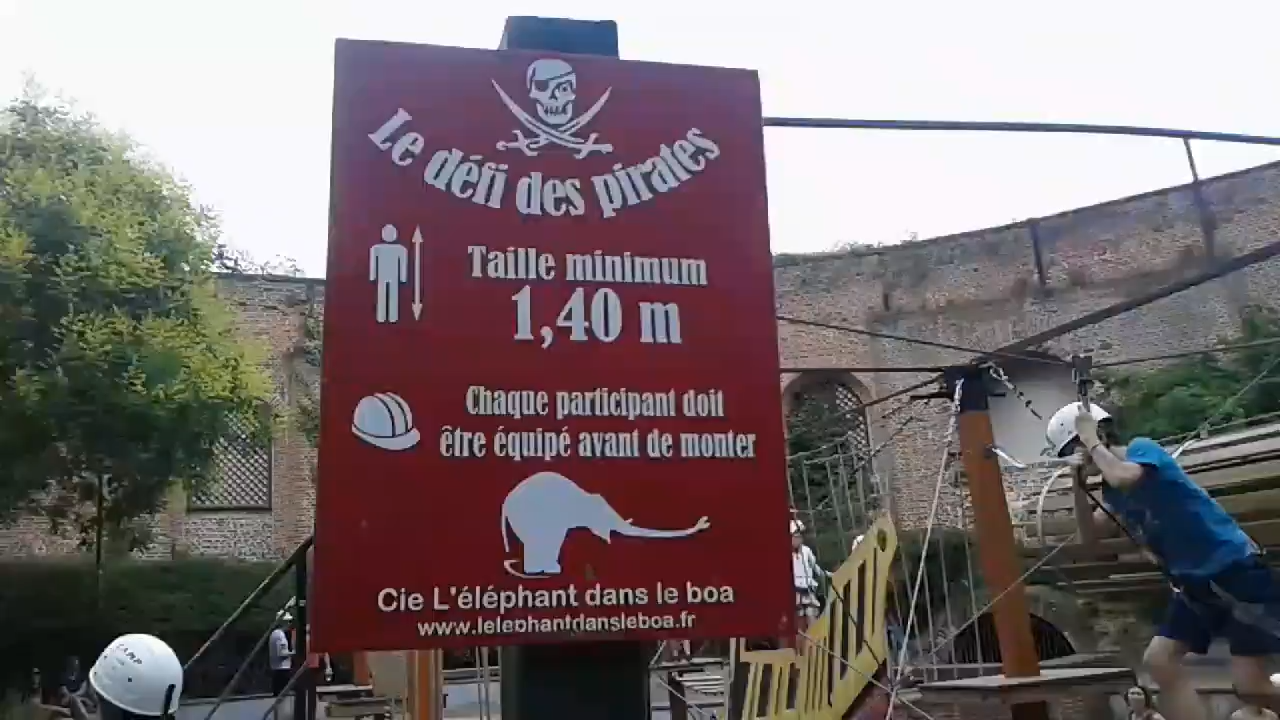 Le défi des pirates
Taille minimum
1,40 m
Chaque participant doit
être équipé avant de monter
Cie L'éléphant dans le boa
www.lelephantdansleboa.fr
CAMP